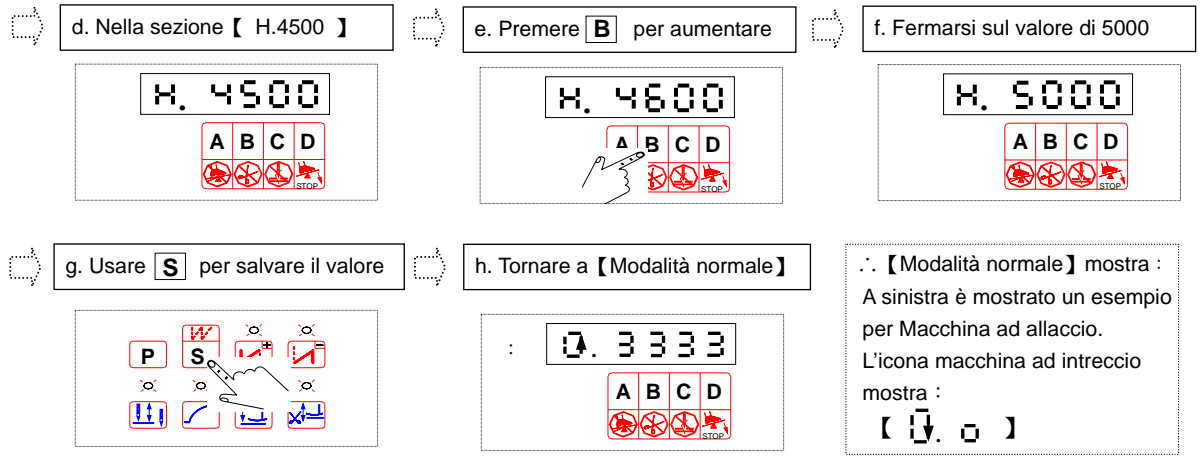 d. Nella sezione【 H.4500 】
e. Premere B per aumentare
f. Fermarsi sul valore di 5000
H. 4500
A B C D
STOP
H. 4600
A B C D
STOP
H. 5000
A B C D
STOP
g. Usare S per salvare il valore
h. Tornare a【Modalità normale】
P S
: 0. 3333
A B C D
STOP
∴【Modalità normale】mostra：
A sinistra è mostrato un esempio
per Macchina ad allaccio.
L'icona macchina ad intreccio
mostra：
【 0. o 】